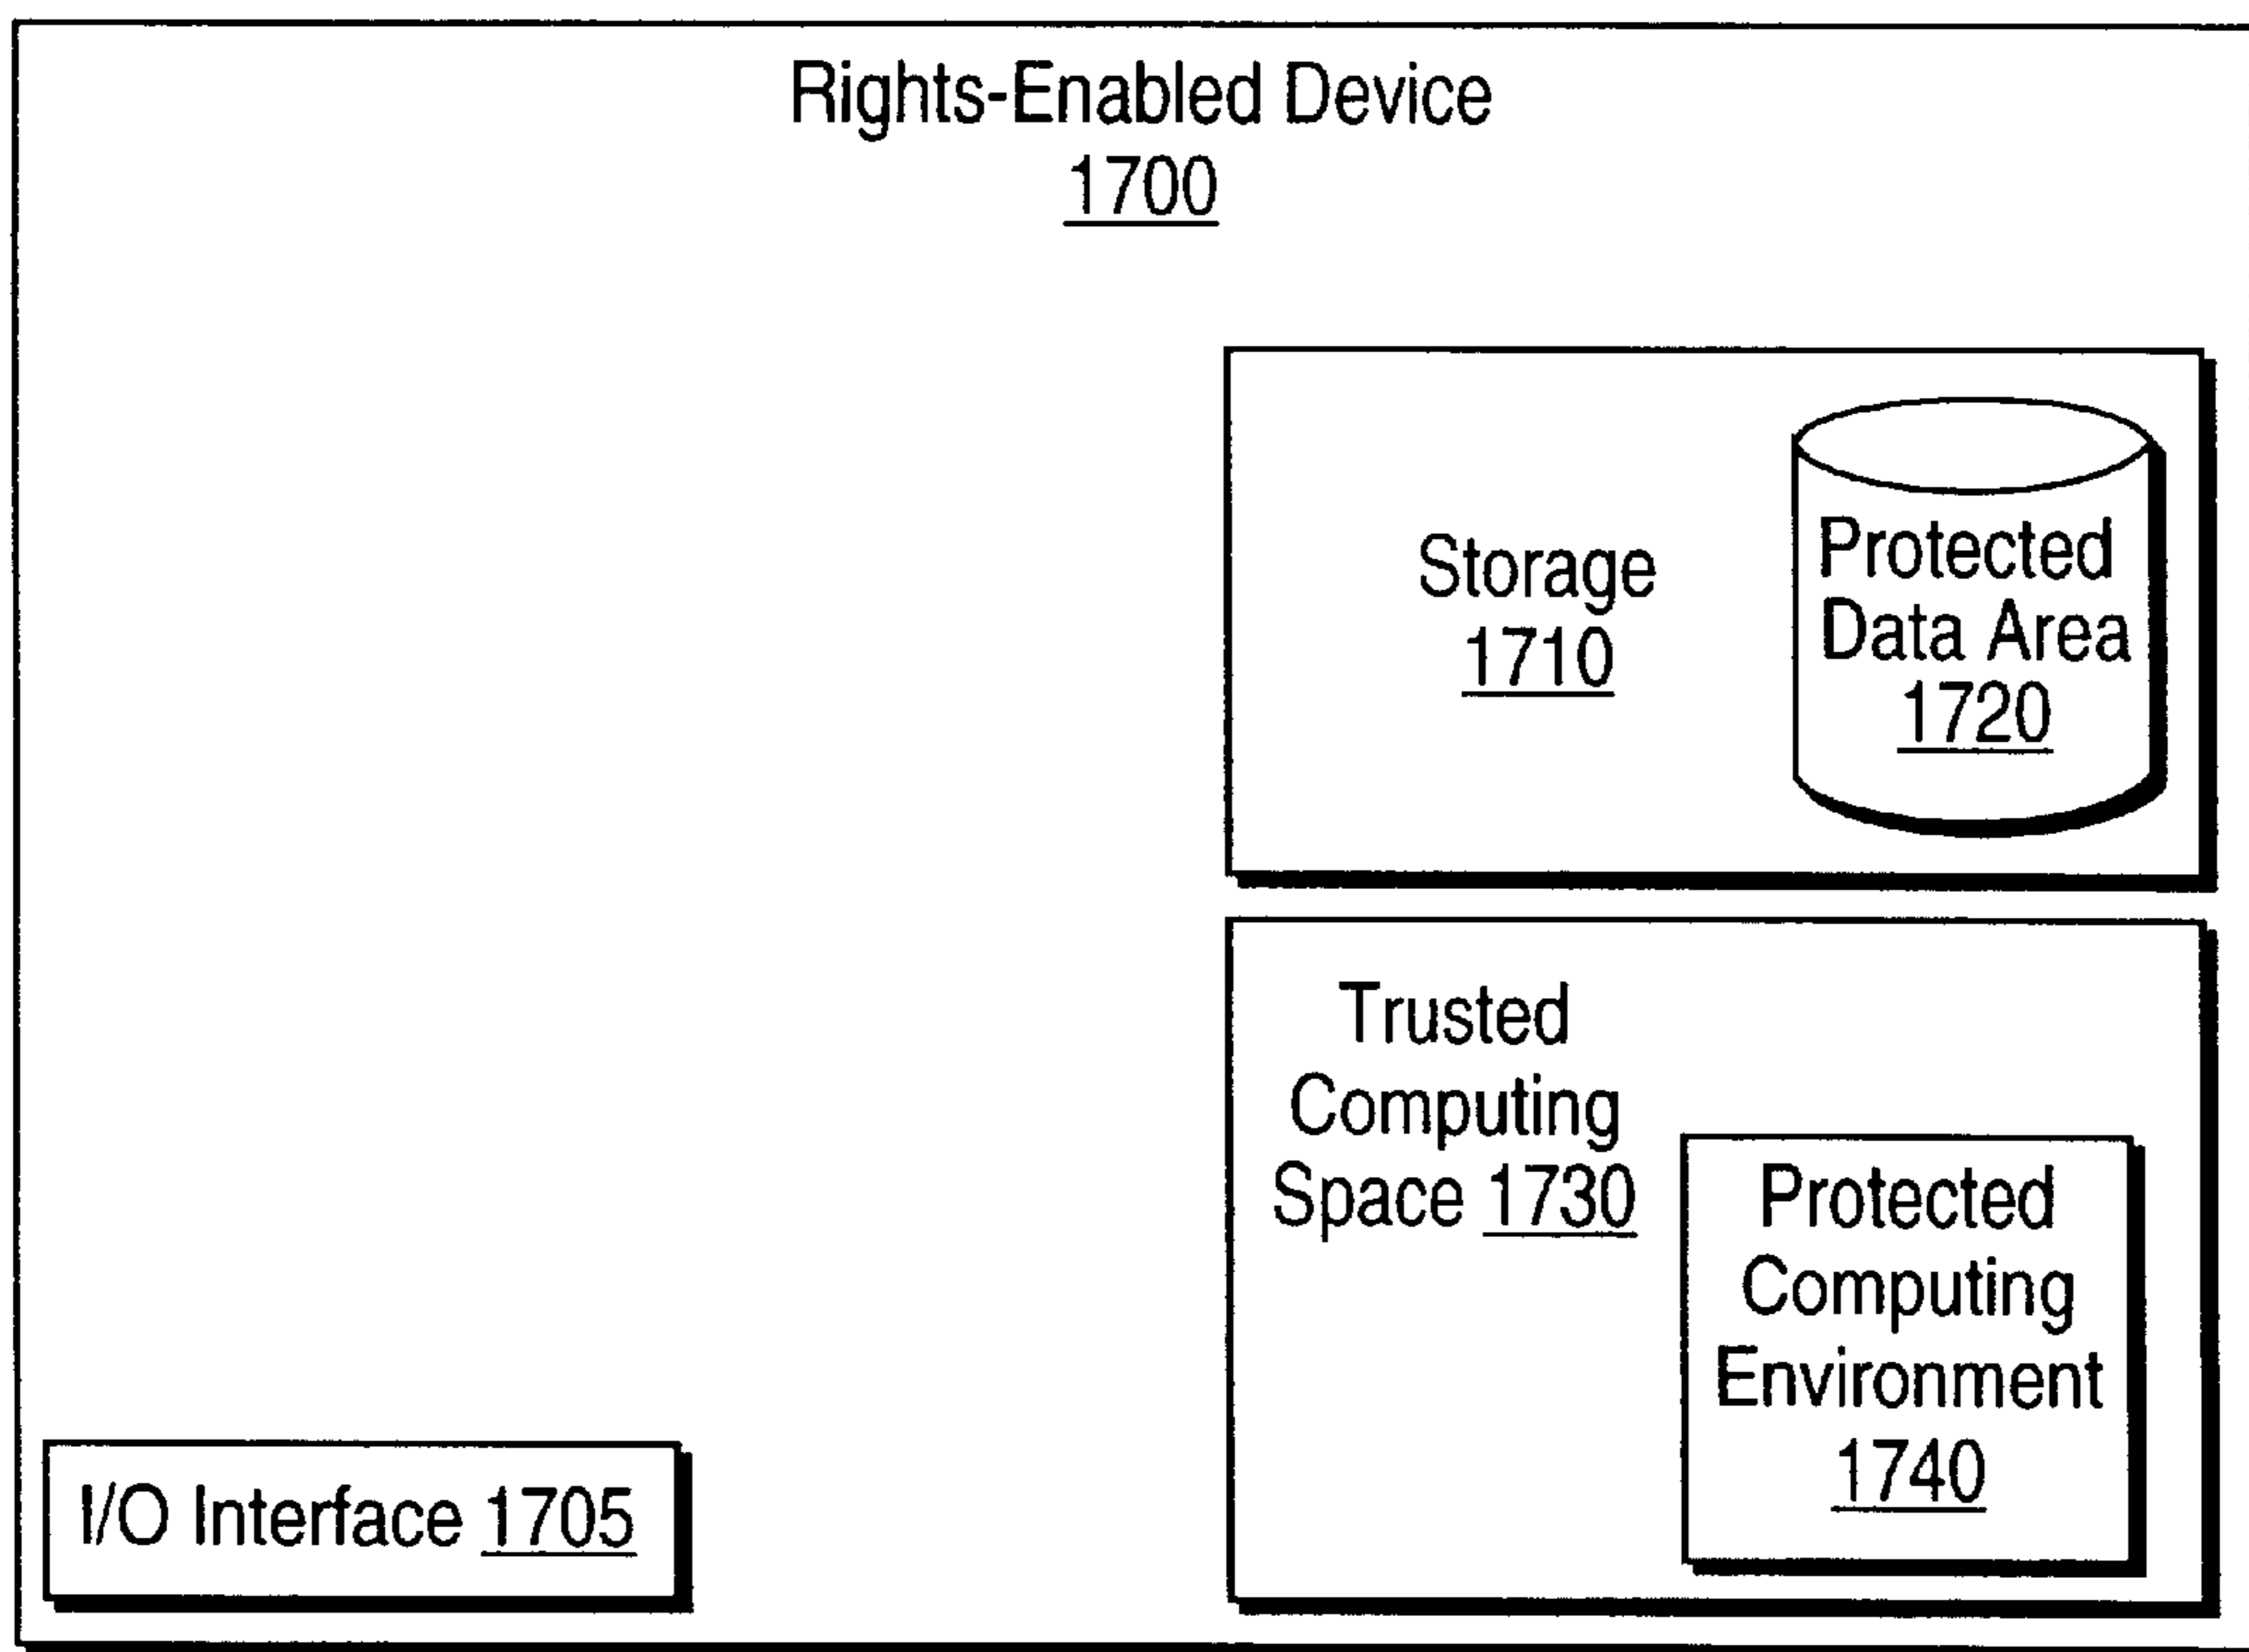 Rights-Enabled Device
1700
Storage
1710
Protected
Data Area
1720
Trusted
Computing
Space 1730
Protected
Computing
Environment
1740
I/O Interface 1705